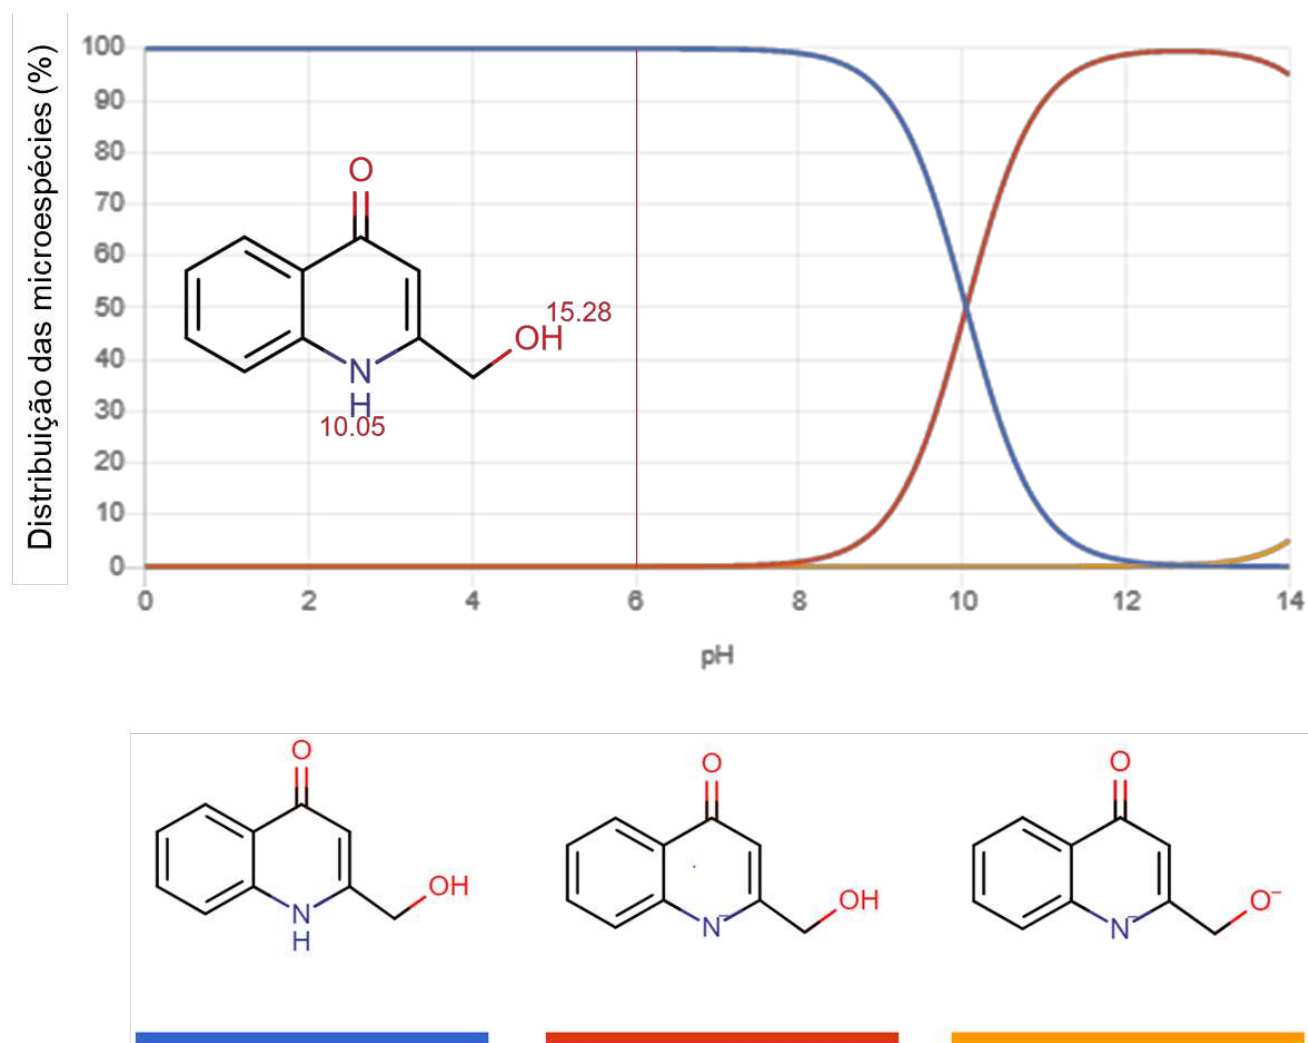 Distribuição das microespécies (%)
100
90
80
70
60
50
40
30
20
10
0
O
OH
15.28
N
H
10.05
0 2 4 6 8 10 12 14
pH
O
OH
N
H
O
OH
N⁻
O
O⁻
N⁻